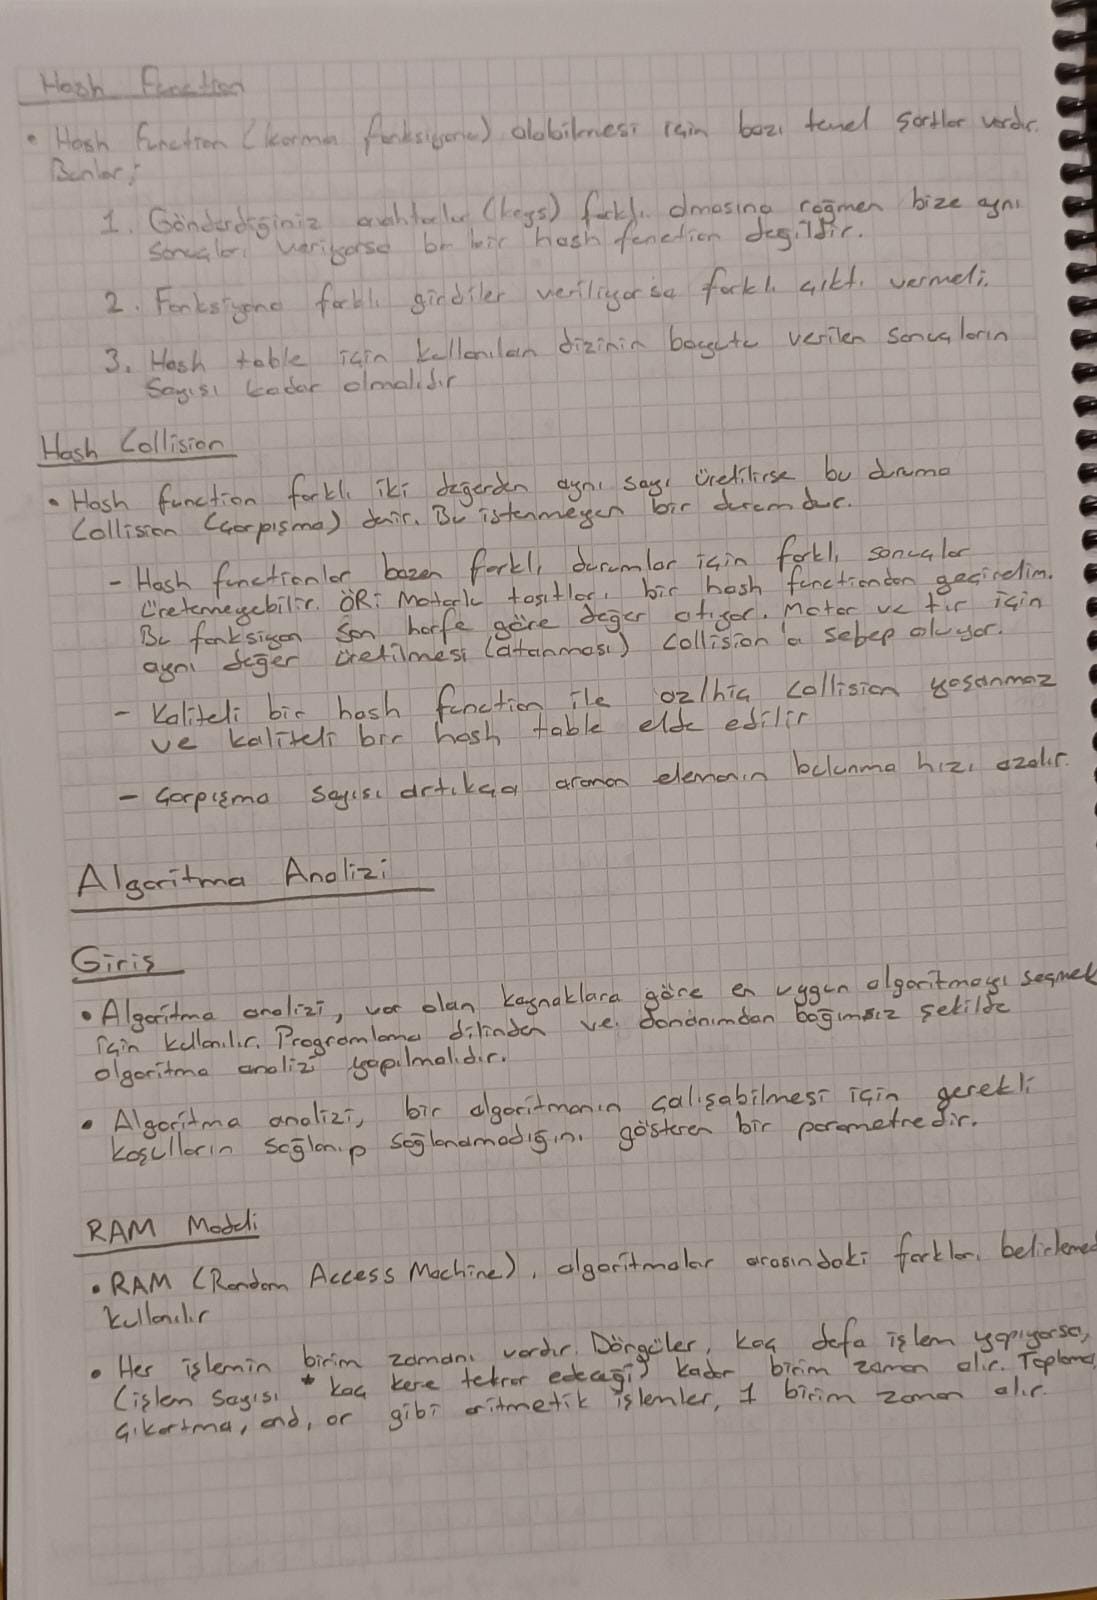 Hash Function
• Hash Function (karma fonksiyonu) olabilmesi için bazı temel şartlar vardır.
Bunlar;
1. Gönderdiğiniz anahtarlar (keys) farklı olmasına rağmen bize aynı
sonuçları veriyorsa bu bir hash function değildir.
2. Fonksiyona farklı girdiler veriliyorsa farklı çıktı vermeli.
3. Hash table için kullanılan dizinin boyutu verilen sonuçların
sayısı kadar olmalıdır
Hash Collision
• Hash function farklı iki değerden aynı sayı üretilirse bu duruma
Collision (çarpışma) denir. Bu istenmeyen bir durumdur.
- Hash functionlar bazen farklı durumlar için farklı sonuçlar
üretemeyebilir. ÖR: Motorlu taşıtları bir hash functiondan geçirelim.
Bu fonksiyon son harfe göre değer atıyor. Motor ve tır için
aynı değer üretilmesi (atanması) collision'a sebep oluyor.
- Kaliteli bir hash function ile az/hiç collision yaşanmaz
ve kaliteli bir hash table elde edilir
- Çarpışma sayısı arttıkça aranan elemanın bulunma hızı azalır.
Algoritma Analizi
Giriş
• Algoritma analizi, var olan kaynaklara göre en uygun algoritmayı seçmek
için kullanılır. Programlama dilinden ve donanımdan bağımsız şekilde
algoritma analizi yapılmalıdır.
• Algoritma analizi, bir algoritmanın çalışabilmesi için gerekli
koşulların sağlanıp sağlanamadığını gösteren bir parametredir.
RAM Modeli
• RAM (Random Access Machine), algoritmalar arasındaki farkları belirlemed
kullanılır
• Her işlemin birim zamanı vardır. Döngüler, kaç defa işlem yapıyorsa,
(işlem sayısı * kaç kere tekrar edeceği) kadar birim zaman alır. Toplama,
çıkartma, and, or gibi aritmetik işlemler, 1 birim zaman alır.